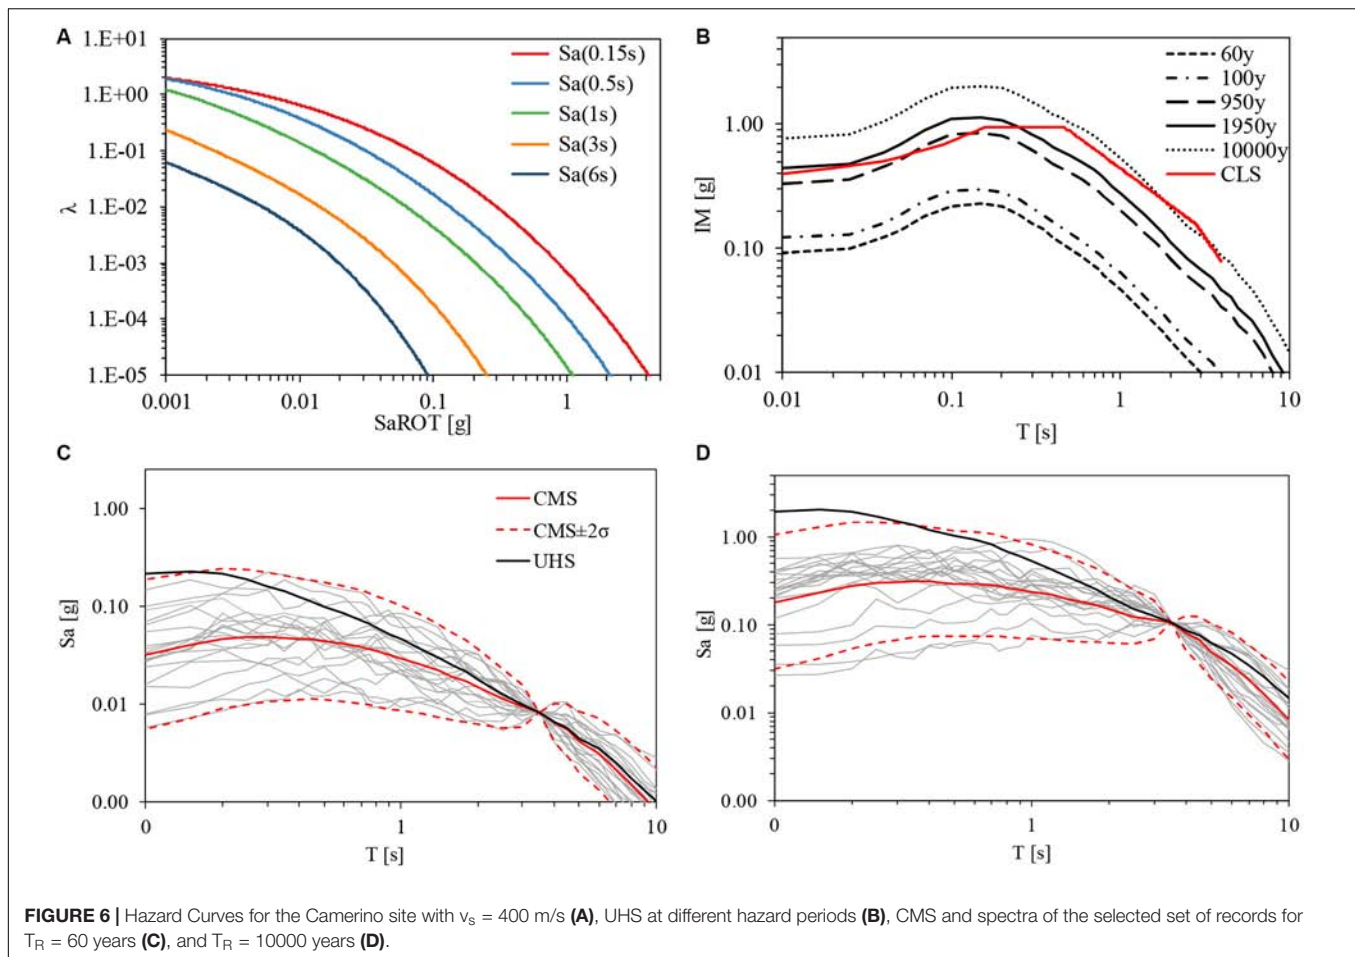 A
1.E+01
1.E+00
1.E-01
1.E-02
1.E-03
1.E-04
1.E-05
λ
0.001
0.01
0.1
1
SaROT [g]
Sa(0.15s)
Sa(0.5s)
Sa(1s)
Sa(3s)
Sa(6s)
B
1.00
0.10
0.01
IM [g]
0.01
0.1
1
10
T [s]
60y
100y
950y
1950y
10000y
CLS
C
1.00
0.10
0.01
0.00
Sa [g]
0
1
10
T [s]
CMS
CMS±2σ
UHS
D
1.00
0.10
0.01
0.00
Sa [g]
0
1
10
T [s]
FIGURE 6 | Hazard Curves for the Camerino site with vs = 400 m/s (A), UHS at different hazard periods (B), CMS and spectra of the selected set of records for
TR = 60 years (C), and TR = 10000 years (D).